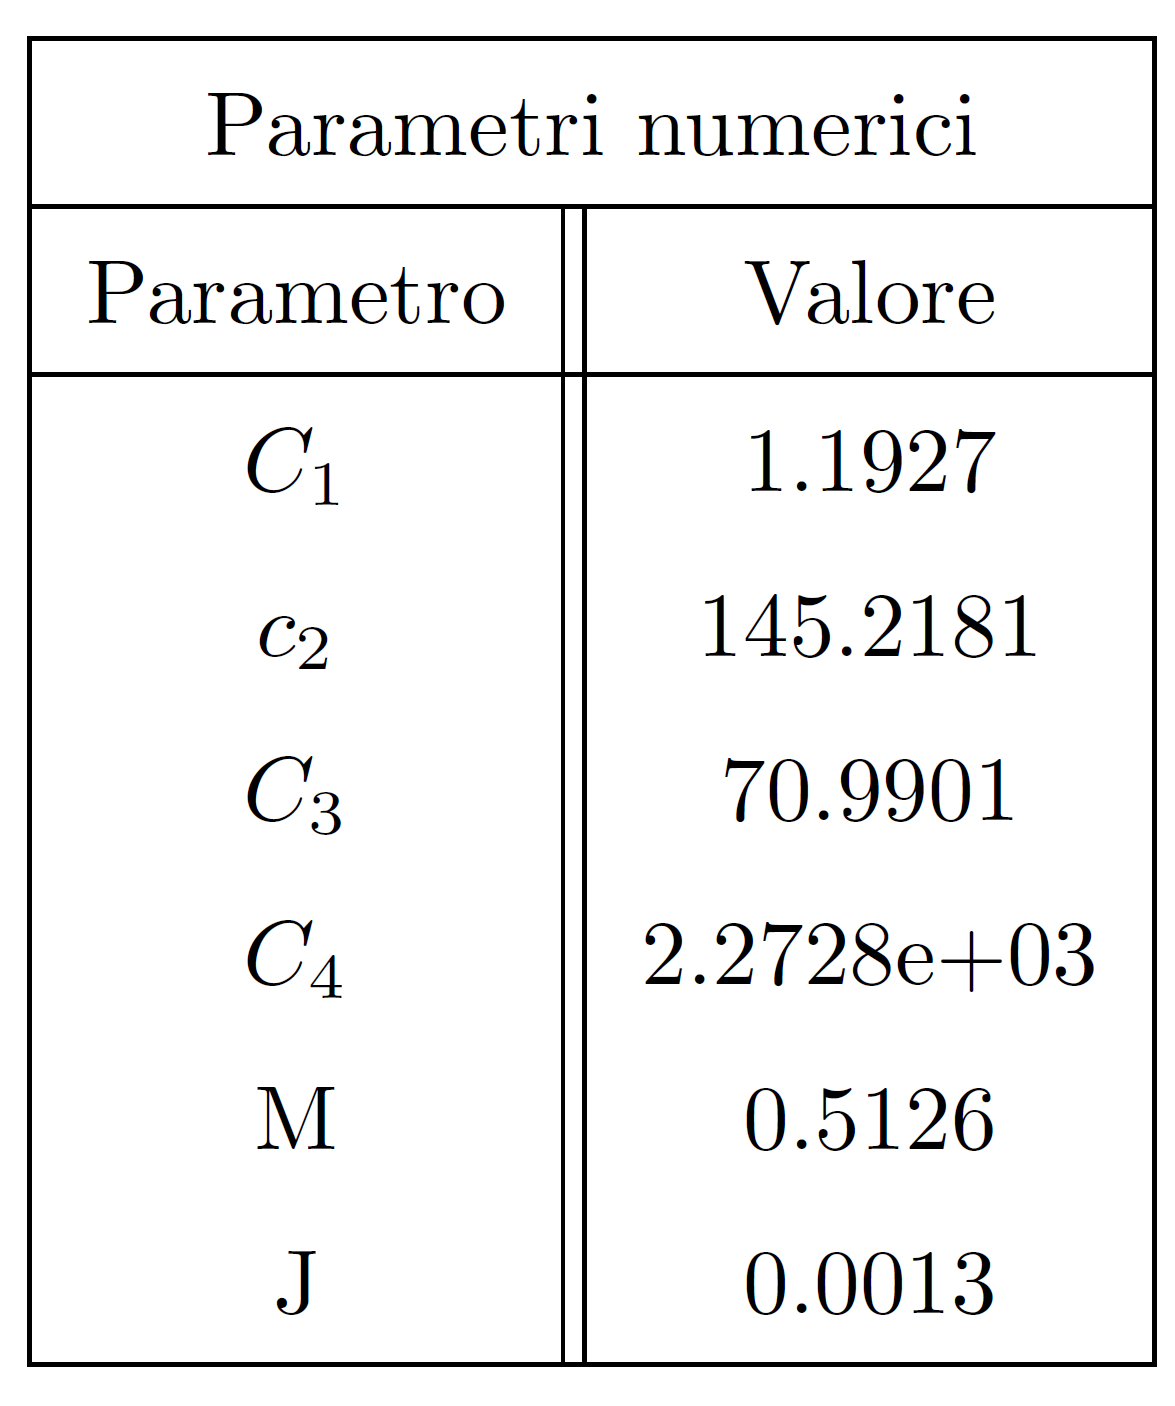 Parametri numerici
Parametro Valore
C₁ 1.1927
c₂ 145.2181
C₃ 70.9901
C₄ 2.2728e+03
M 0.5126
J 0.0013